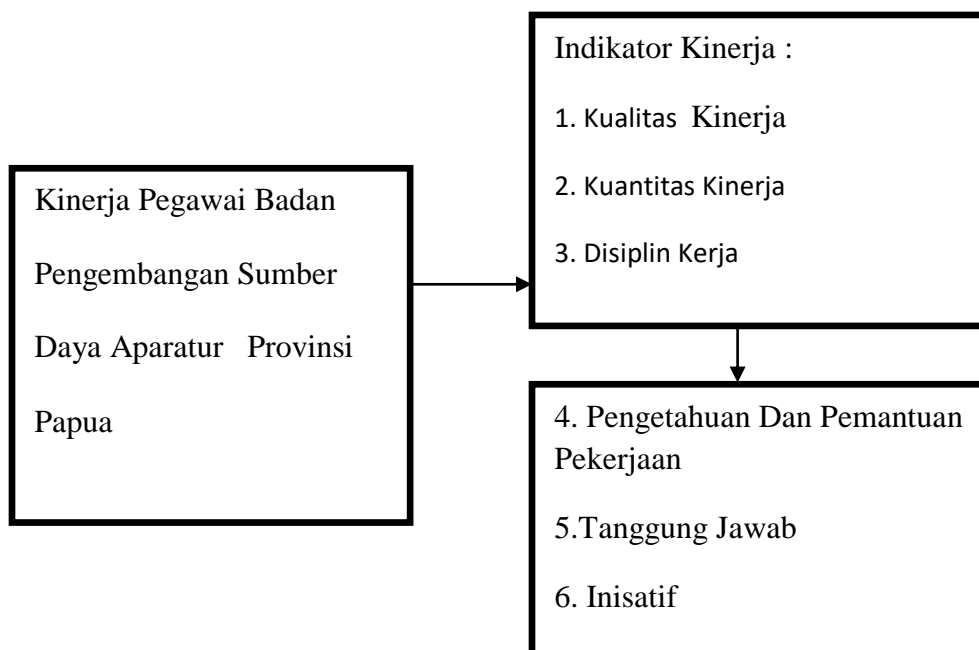 Kinerja Pegawai Badan
Pengembangan Sumber
Daya Aparatur Provinsi
Papua
Indikator Kinerja :
1. Kualitas Kinerja
2. Kuantitas Kinerja
3. Disiplin Kerja
4. Pengetahuan Dan Pemantuan
Pekerjaan
5.Tanggung Jawab
6. Inisatif